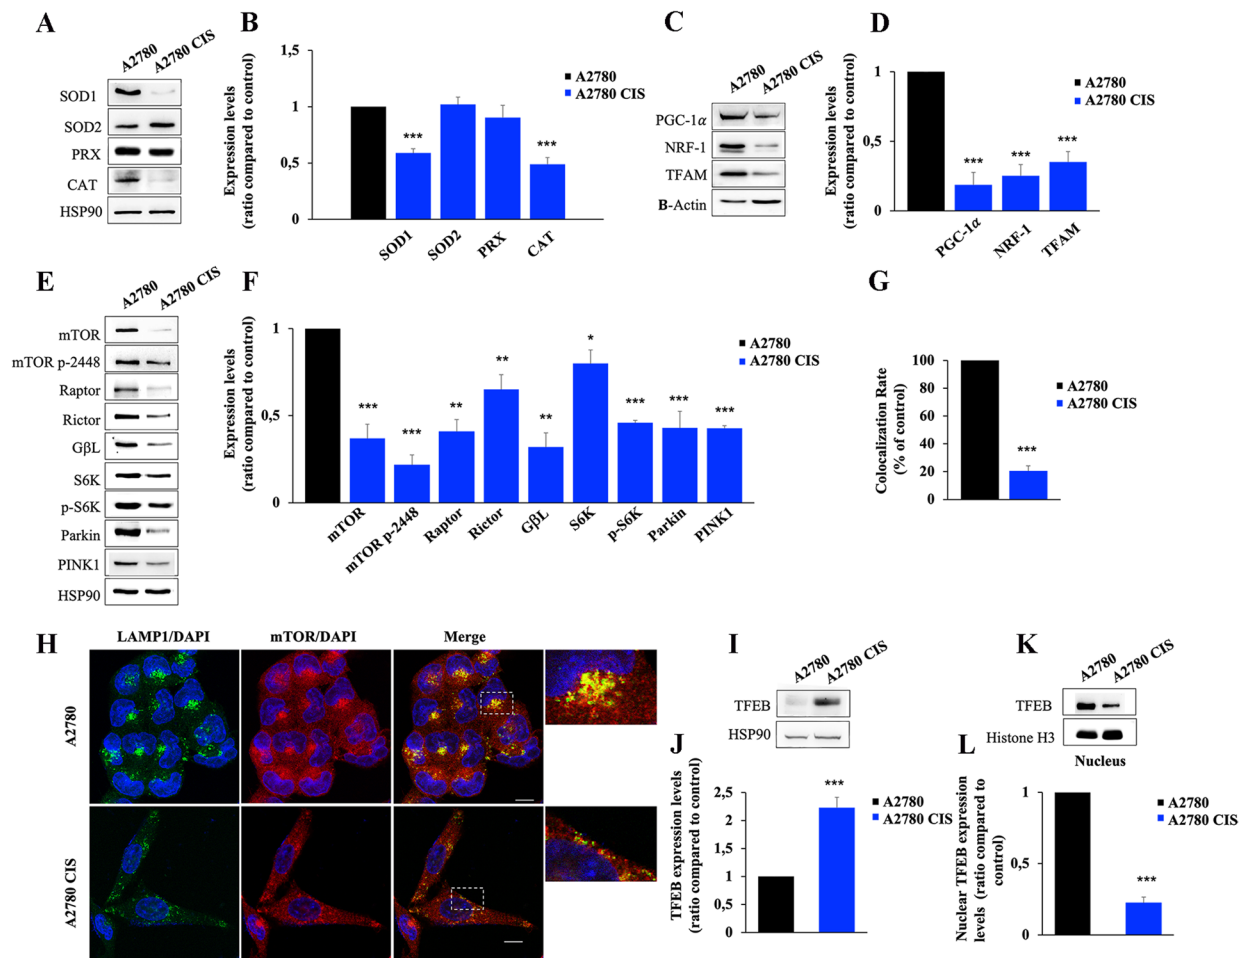 A
A2780
A2780 CIS
SOD1
SOD2
PRX
CAT
HSP90
B
Expression levels
(ratio compared to control)
1,5
1
0,5
0
***
***
A2780
A2780 CIS
SOD1
SOD2
PRX
CAT
C
A2780
A2780 CIS
PGC-1α
NRF-1
TFAM
B-Actin
D
Expression levels
(ratio compared to control)
1
0,5
0
***
***
***
A2780
A2780 CIS
PGC-1α
NRF-1
TFAM
E
A2780
A2780 CIS
mTOR
mTOR p-2448
Raptor
Rictor
GβL
S6K
p-S6K
Parkin
PINK1
HSP90
F
Expression levels
(ratio compared to control)
1
0,5
0
***
***
**
**
**
*
***
***
***
A2780
A2780 CIS
mTOR
mTOR p-2448
Raptor
Rictor
GβL
S6K
p-S6K
Parkin
PINK1
G
Colocalization Rate
(% of control)
100
80
60
40
20
0
***
A2780
A2780 CIS
H
LAMP1/DAPI
mTOR/DAPI
Merge
A2780
A2780 CIS
I
A2780
A2780 CIS
TFEB
HSP90
J
TFEB expression levels
(ratio compared to control)
2,5
2
1,5
1
0,5
0
***
A2780
A2780 CIS
K
A2780
A2780 CIS
TFEB
Histone H3
Nucleus
L
Nuclear TFEB expression
levels (ratio compared to
control)
1
0,5
0
***
A2780
A2780 CIS